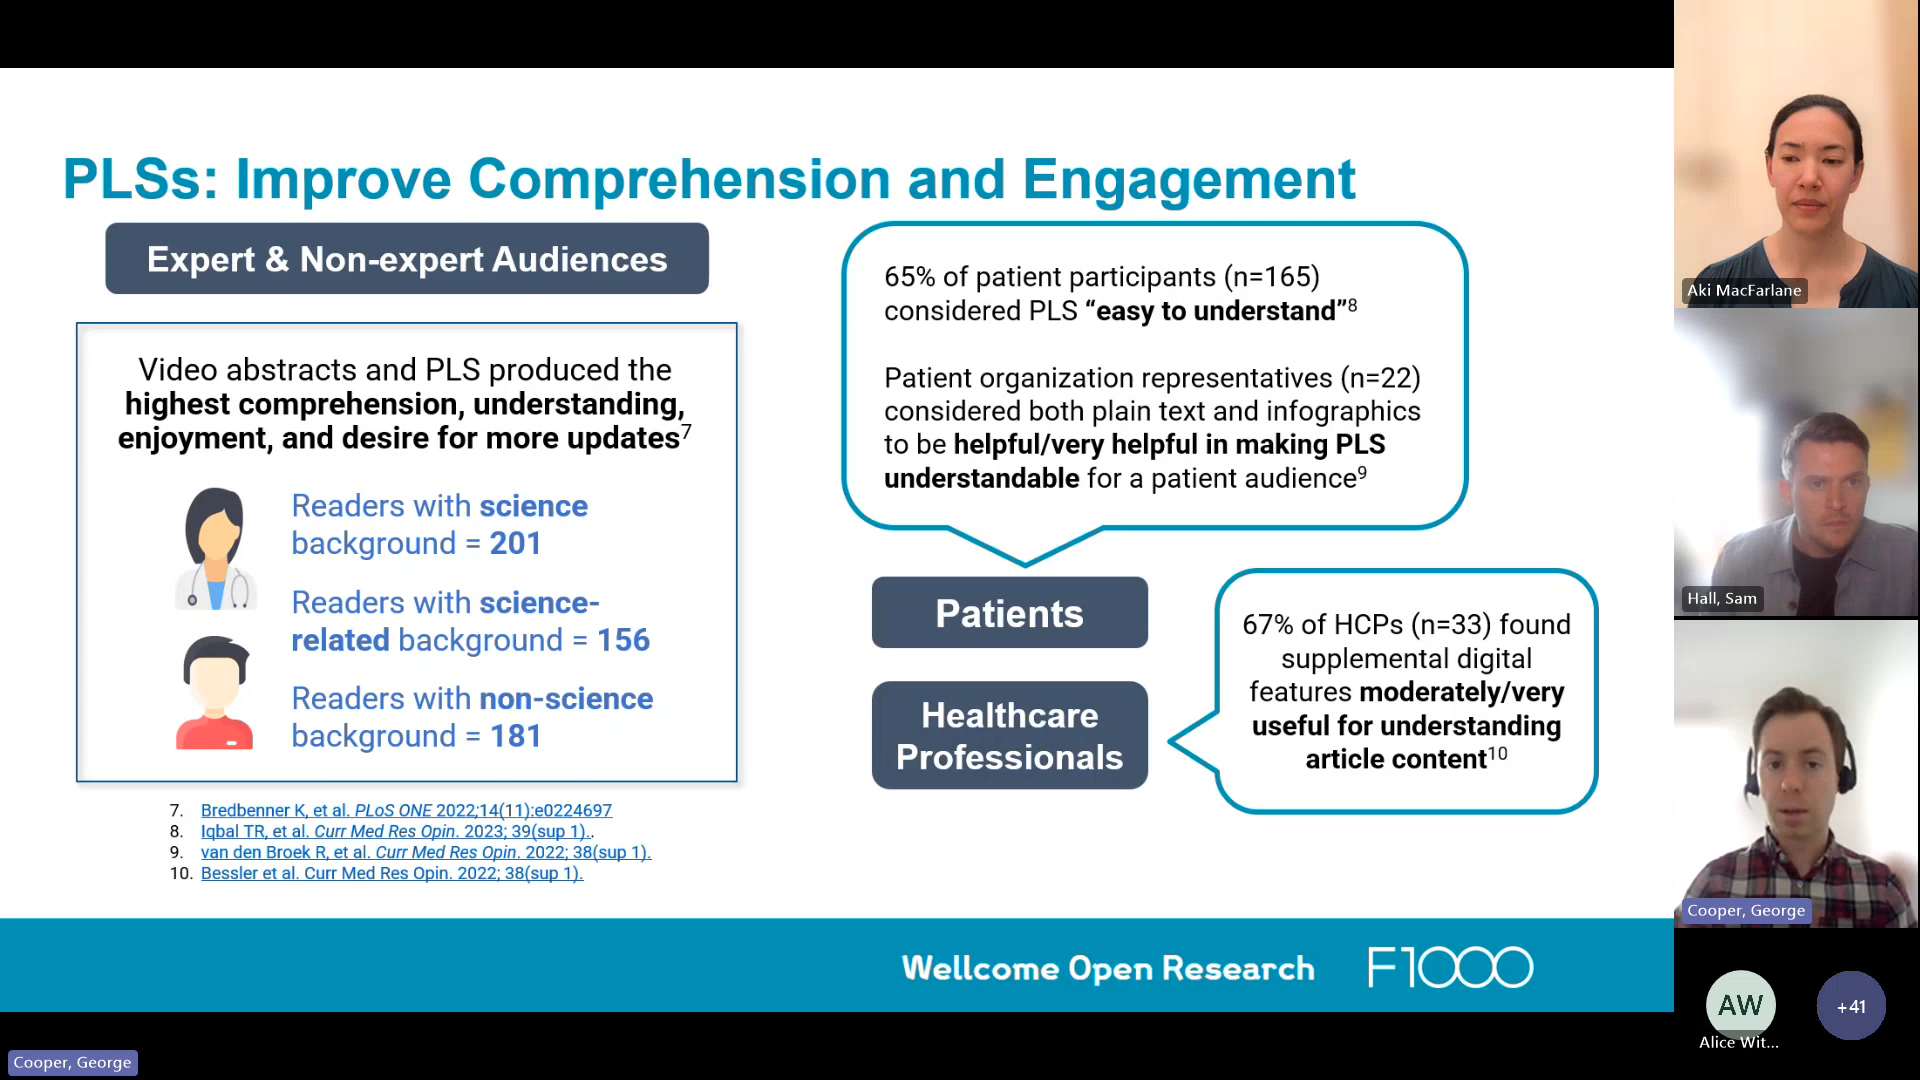 PLSs: Improve Comprehension and Engagement
Expert & Non-expert Audiences
Video abstracts and PLS produced the
highest comprehension, understanding,
enjoyment, and desire for more updates7
Readers with science
background = 201
Readers with science-
related background = 156
Readers with non-science
background = 181
7. Bredbenner K, et al. PLoS ONE 2022;14(11):e0224697
8. Iqbal TR, et al. Curr Med Res Opin. 2023; 39(sup 1)..
9. van den Broek R, et al. Curr Med Res Opin. 2022; 38(sup 1).
10. Bessler et al. Curr Med Res Opin. 2022; 38(sup 1).
65% of patient participants (n=165)
considered PLS “easy to understand”8
Patient organization representatives (n=22)
considered both plain text and infographics
to be helpful/very helpful in making PLS
understandable for a patient audience9
Patients
Healthcare
Professionals
67% of HCPs (n=33) found
supplemental digital
features moderately/very
useful for understanding
article content10
Wellcome Open Research
F1000
Cooper, George
Aki MacFarlane
Hall, Sam
Cooper, George
AW
Alice Wit...
+41